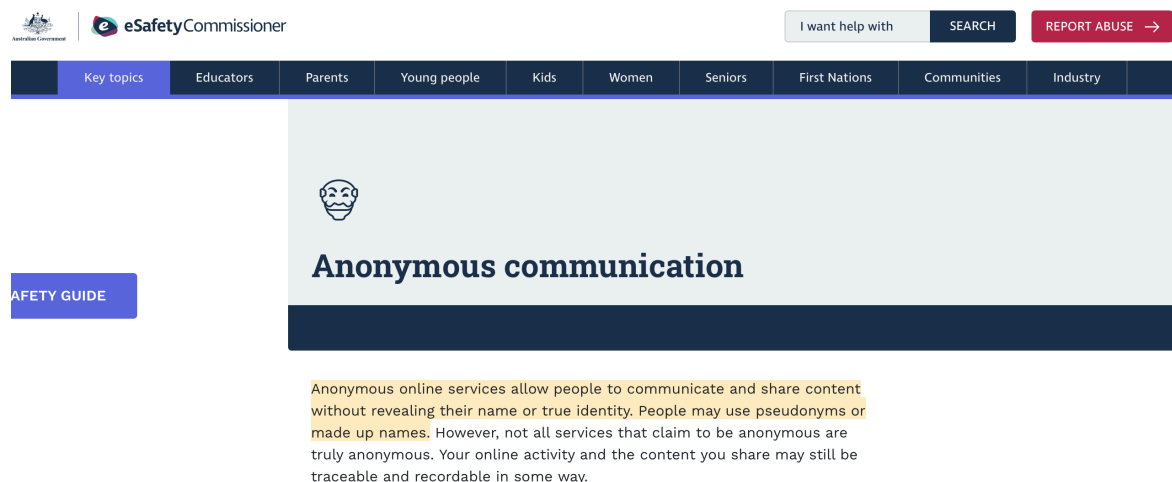 Australian Government
eSafetyCommissioner
I want help with
SEARCH
REPORT ABUSE
Key topics
Educators
Parents
Young people
Kids
Women
Seniors
First Nations
Communities
Industry
Anonymous communication
AFETY GUIDE
Anonymous online services allow people to communicate and share content
without revealing their name or true identity. People may use pseudonyms or
made up names. However, not all services that claim to be anonymous are
truly anonymous. Your online activity and the content you share may still be
traceable and recordable in some way.